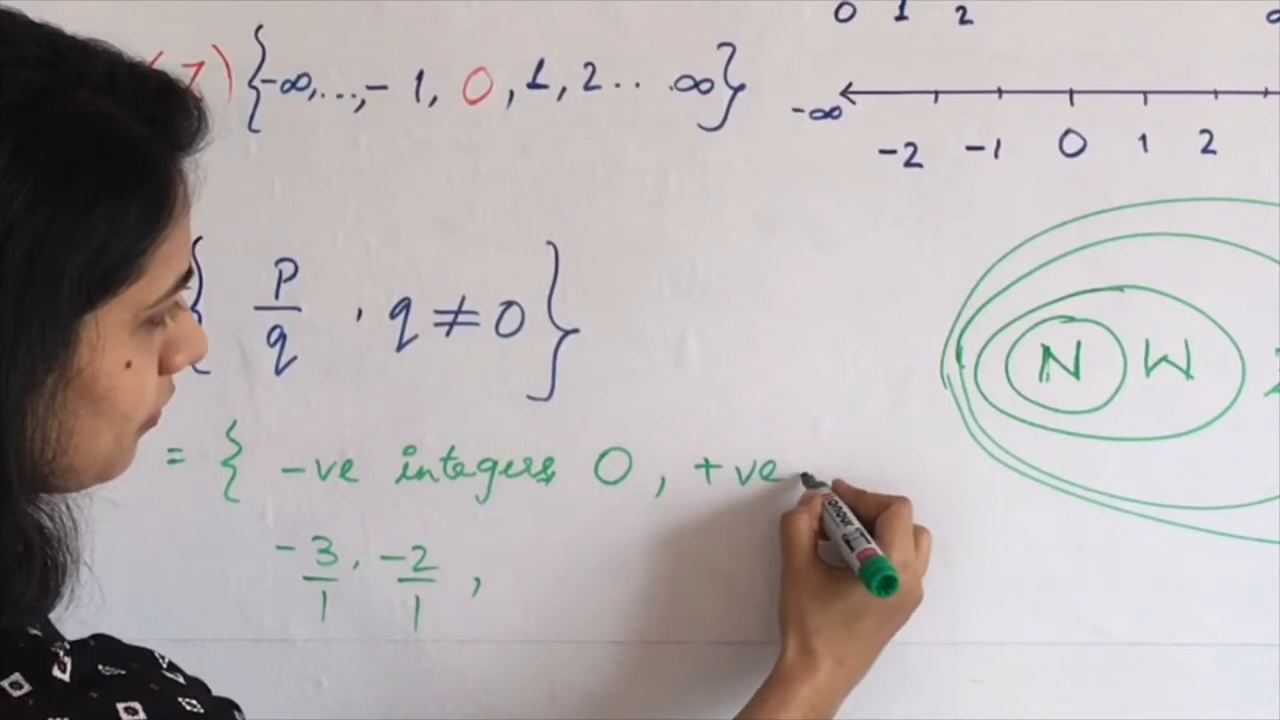 0 1 2
(Z) {-∞,...,-1, 0, 1, 2.. .∞}
-∞ -2 -1 0 1 2
{ p/q , q ≠ 0 }
N W
= { -ve integers, 0, +ve
-3/1, -2/1,